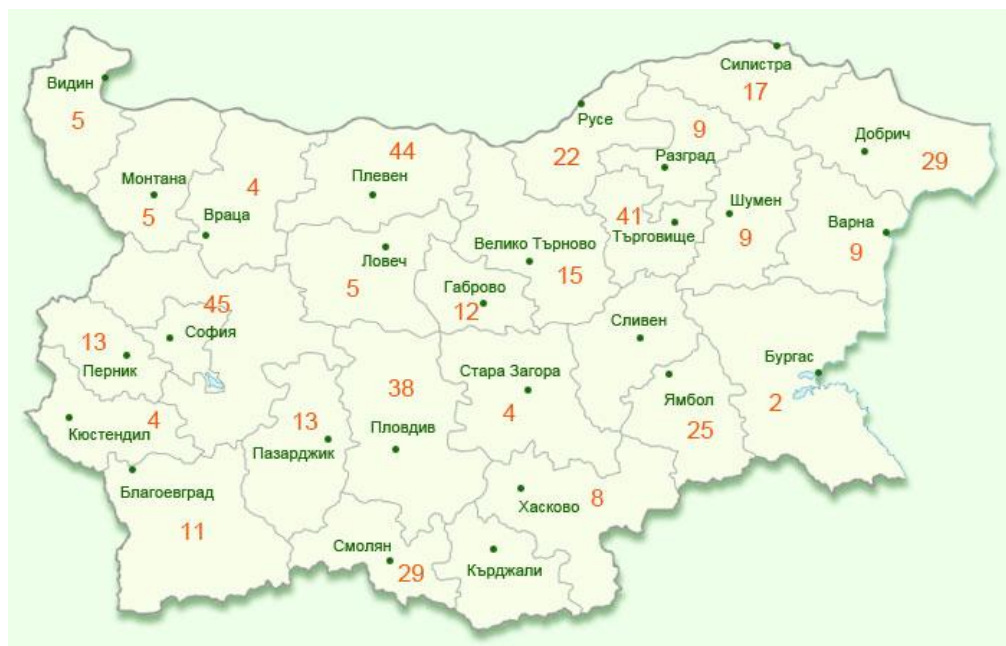 Силистра
17
Видин
5
Русе
22
9
Разград
Добрич
29
44
Плевен
Монтана
5
4
Враца
Шумен
9
41
Търговище
Варна
9
Велико Търново
15
Ловеч
5
Габрово
12
45
София
13
Перник
Сливен
Бургас
2
38
Пловдив
Стара Загора
4
Ямбол
25
4
Кюстендил
13
Пазарджик
Благоевград
11
Хасково
8
Смолян
29
Кърджали